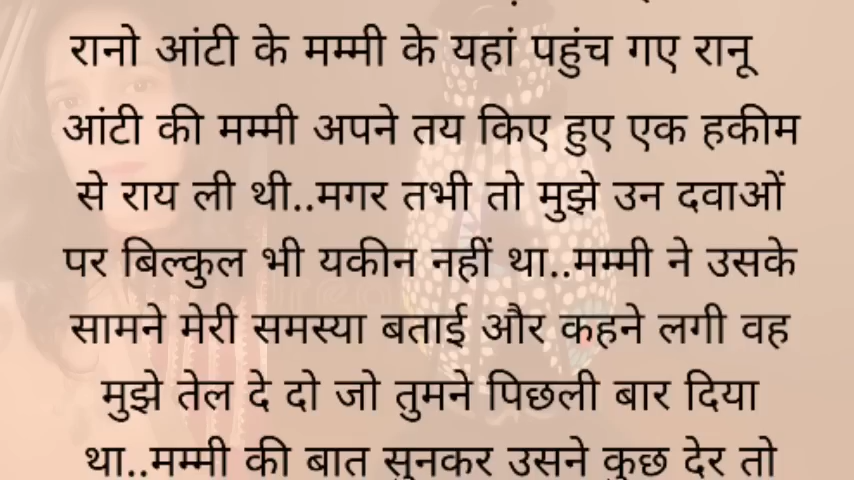 रानो आंटी के मम्मी के यहां पहुंच गए रानू
आंटी की मम्मी अपने तय किए हुए एक हकीम
से राय ली थी..मगर तभी तो मुझे उन दवाओं
पर बिल्कुल भी यकीन नहीं था..मम्मी ने उसके
सामने मेरी समस्या बताई और कहने लगी वह
मुझे तेल दे दो जो तुमने पिछली बार दिया
था..मम्मी की बात सुनकर उसने कुछ देर तो